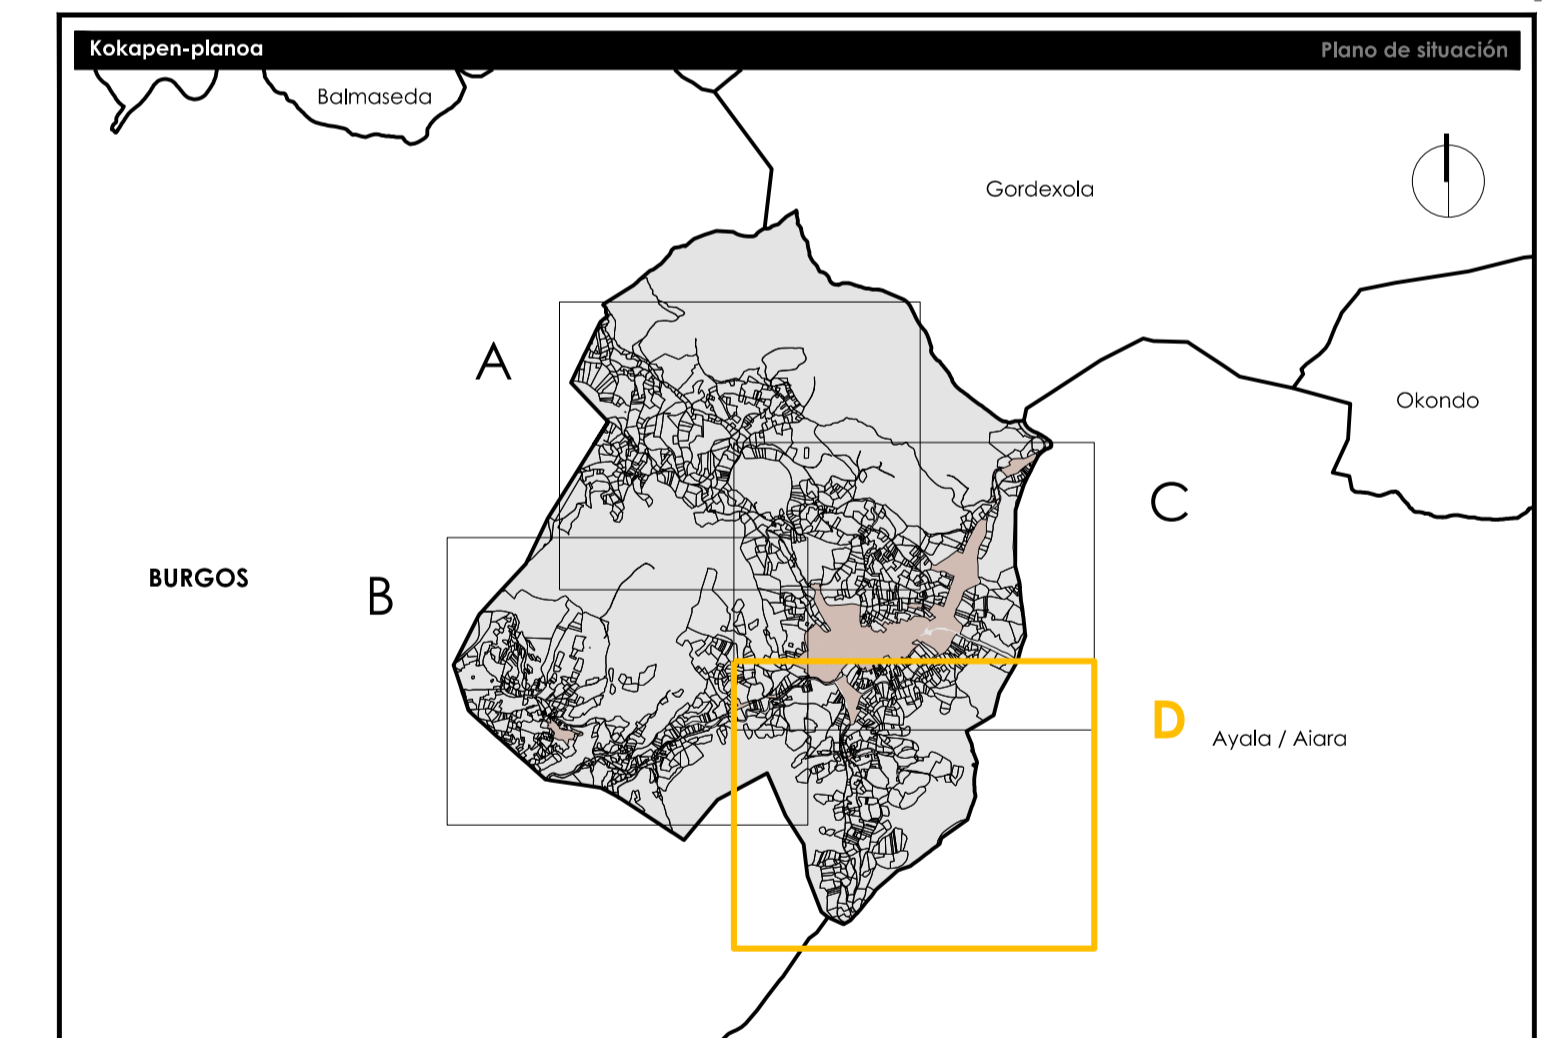 Kokapen-planoa
Plano de situación
Balmaseda
Gordexola
A
Okondo
C
BURGOS
B
D
Ayala / Aiara